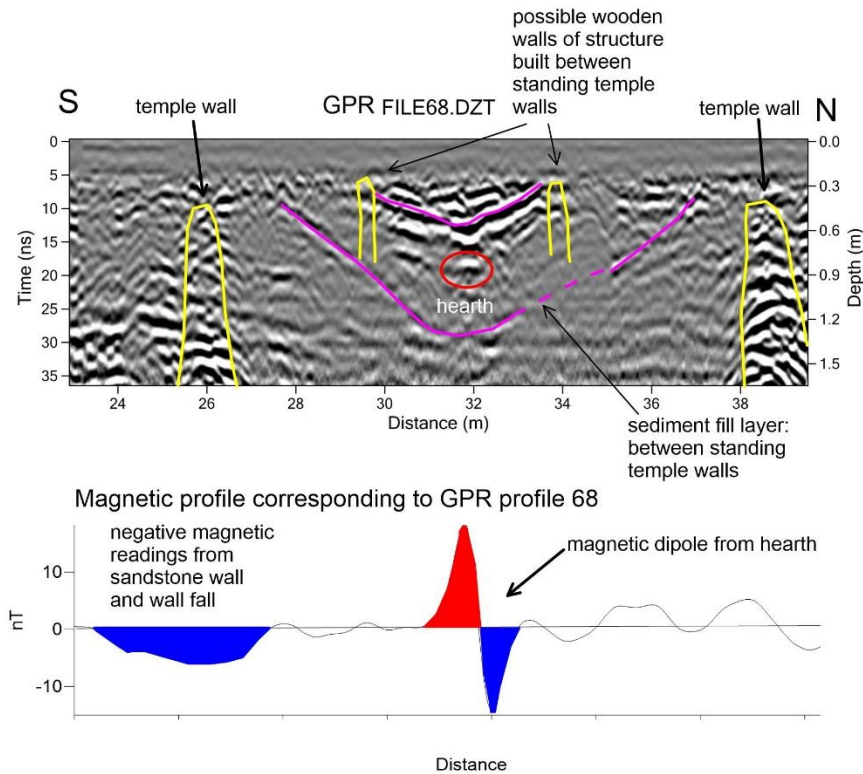 possible wooden
walls of structure
built between
standing temple
walls
S
temple wall
GPR FILE68.DZT
temple wall
N
0
5
10
15
20
25
30
35
Time (ns)
0.0
0.3
0.6
0.9
1.2
1.5
Depth (m)
hearth
24
26
28
30
32
34
36
38
Distance (m)
sediment fill layer:
between standing
temple walls
Magnetic profile corresponding to GPR profile 68
negative magnetic
readings from
sandstone wall
and wall fall
magnetic dipole from hearth
10
0
-10
nT
Distance